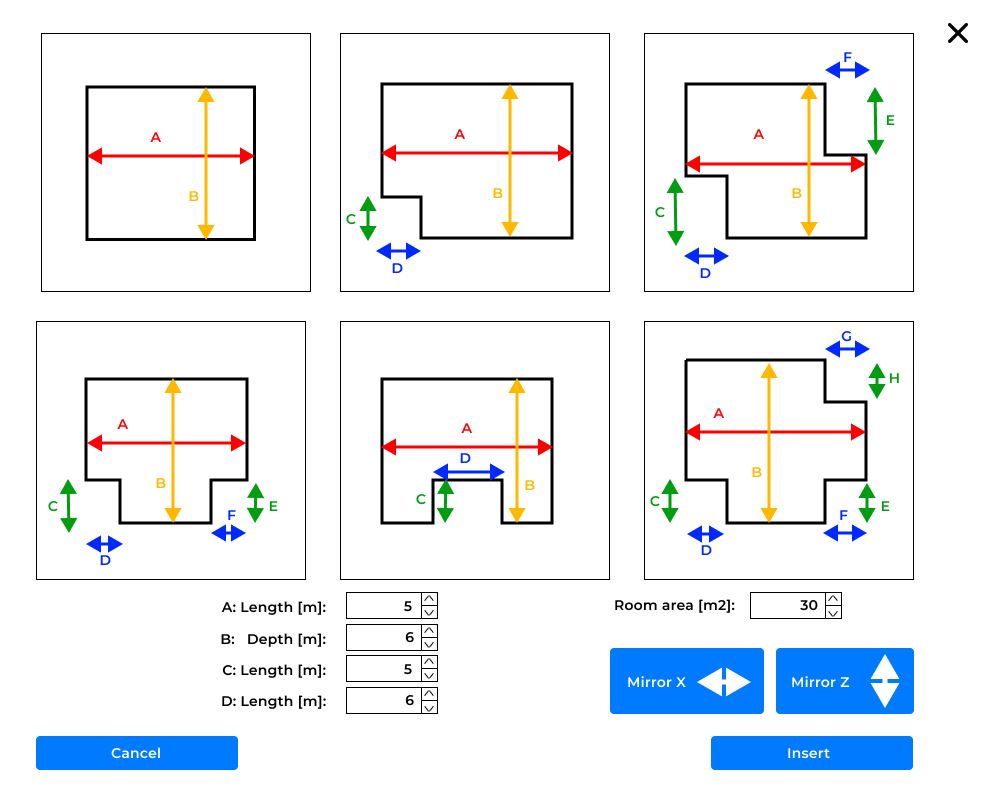 A
B
A
B
C
D
F
E
A
B
C
D
A
B
C
E
F
D
A
D
C
B
G
H
A
B
C
E
F
D
A: Length [m]: 5
B: Depth [m]: 6
C: Length [m]: 5
D: Length [m]: 6
Room area [m2]: 30
Mirror X
Mirror Z
Cancel
Insert